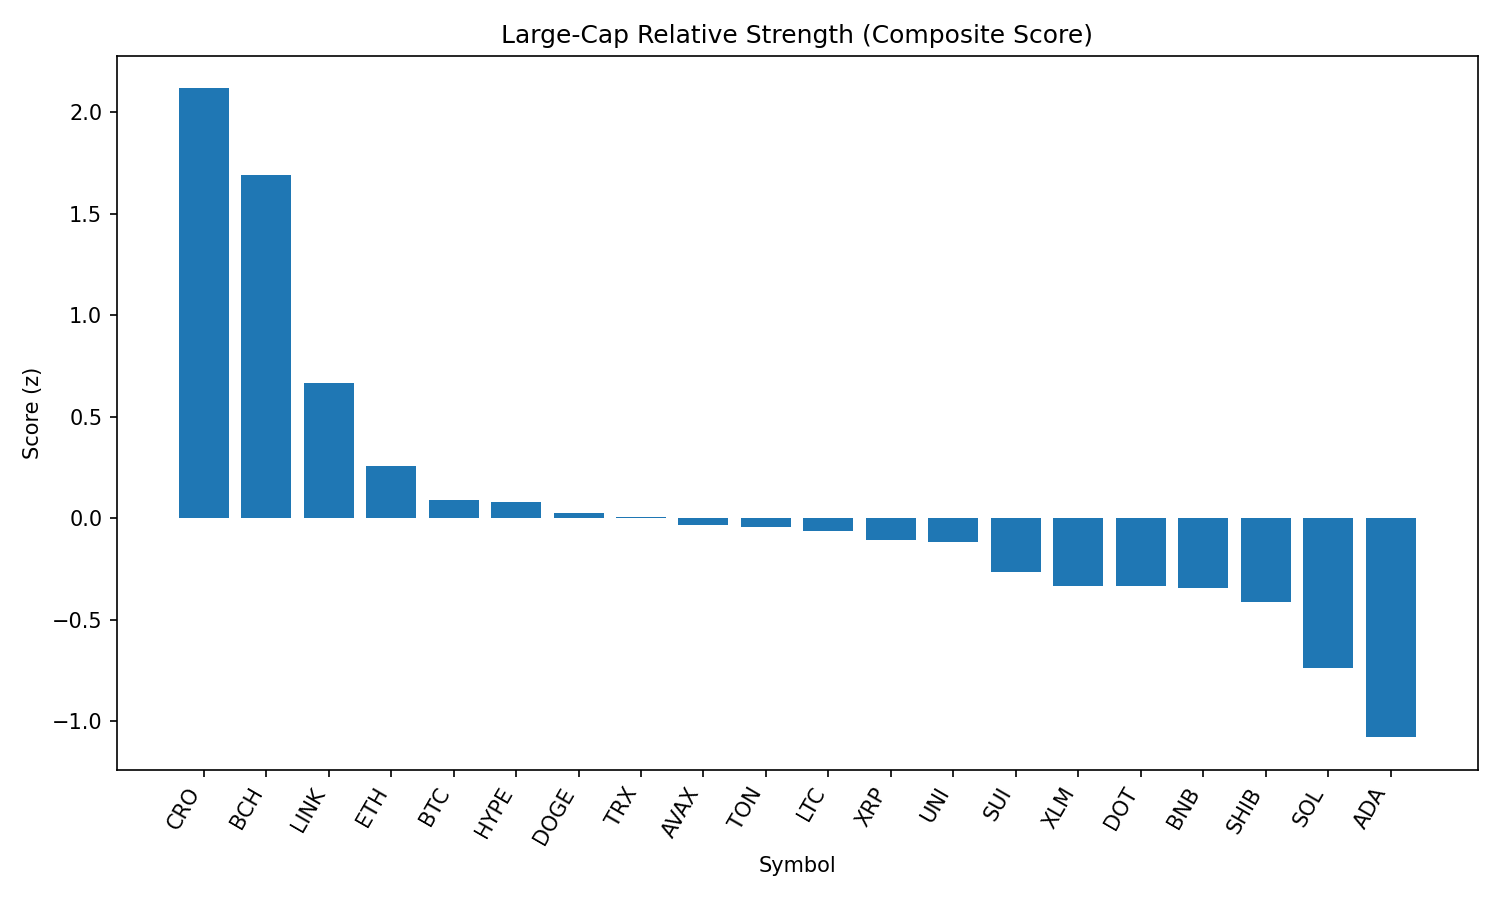 Large-Cap Relative Strength (Composite Score)
Score (z)
2.0
1.5
1.0
0.5
0.0
−0.5
−1.0
CRO
BCH
LINK
ETH
BTC
HYPE
DOGE
TRX
AVAX
TON
LTC
XRP
UNI
SUI
XLM
DOT
BNB
SHIB
SOL
ADA
Symbol